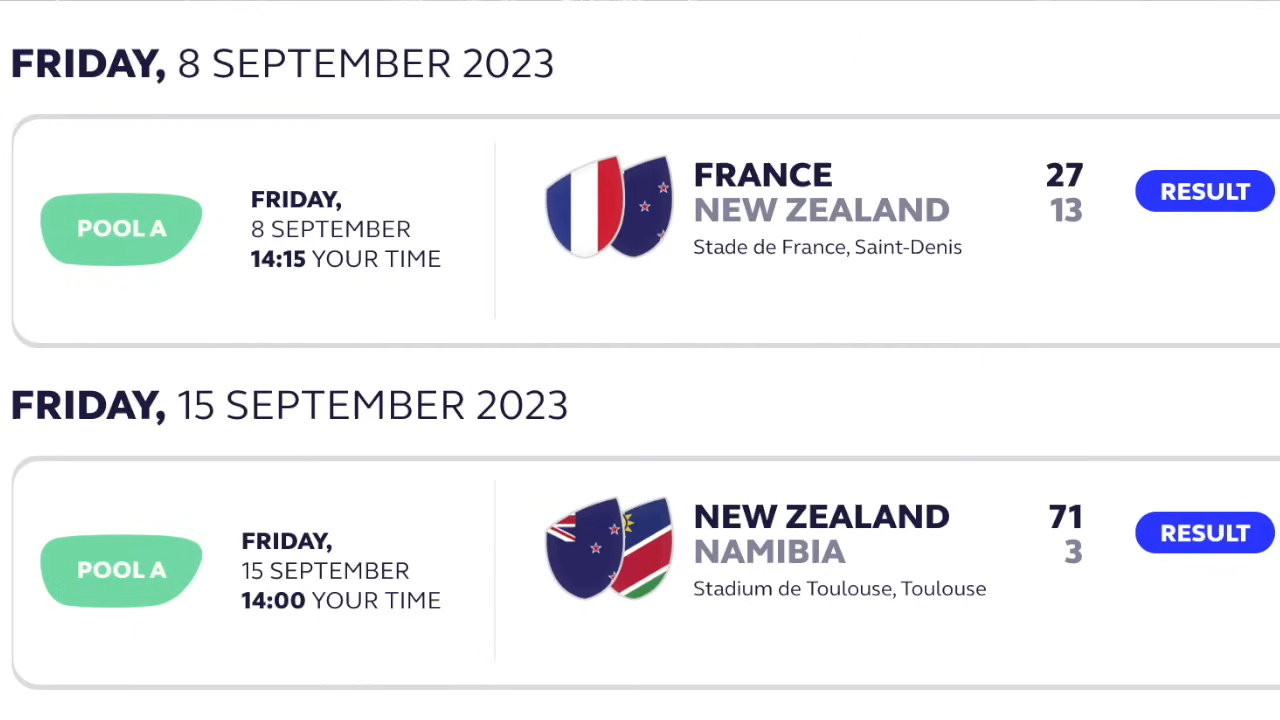 FRIDAY, 8 SEPTEMBER 2023
POOL A
FRIDAY,
8 SEPTEMBER
14:15 YOUR TIME
FRANCE 27
NEW ZEALAND 13
Stade de France, Saint-Denis
RESULT
FRIDAY, 15 SEPTEMBER 2023
POOL A
FRIDAY,
15 SEPTEMBER
14:00 YOUR TIME
NEW ZEALAND 71
NAMIBIA 3
Stadium de Toulouse, Toulouse
RESULT